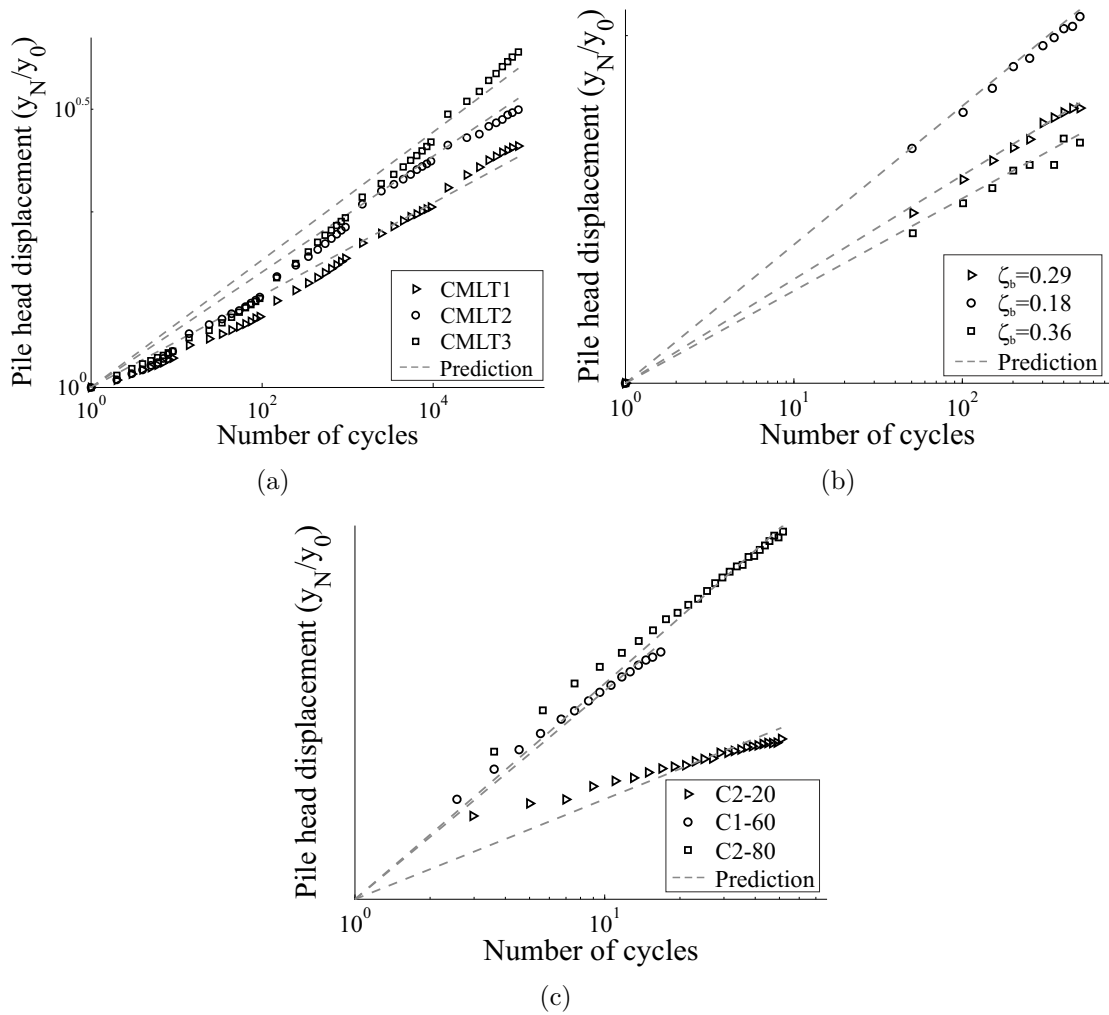 Pile head displacement (y_N/y_0)
10^0.5
10^0
CMLT1
CMLT2
CMLT3
Prediction
10^0
10^2
10^4
Number of cycles
(a)
Pile head displacement (y_N/y_0)
ζ_b=0.29
ζ_b=0.18
ζ_b=0.36
Prediction
10^0
10^1
10^2
Number of cycles
(b)
Pile head displacement (y_N/y_0)
C2-20
C1-60
C2-80
Prediction
10^0
10^1
Number of cycles
(c)